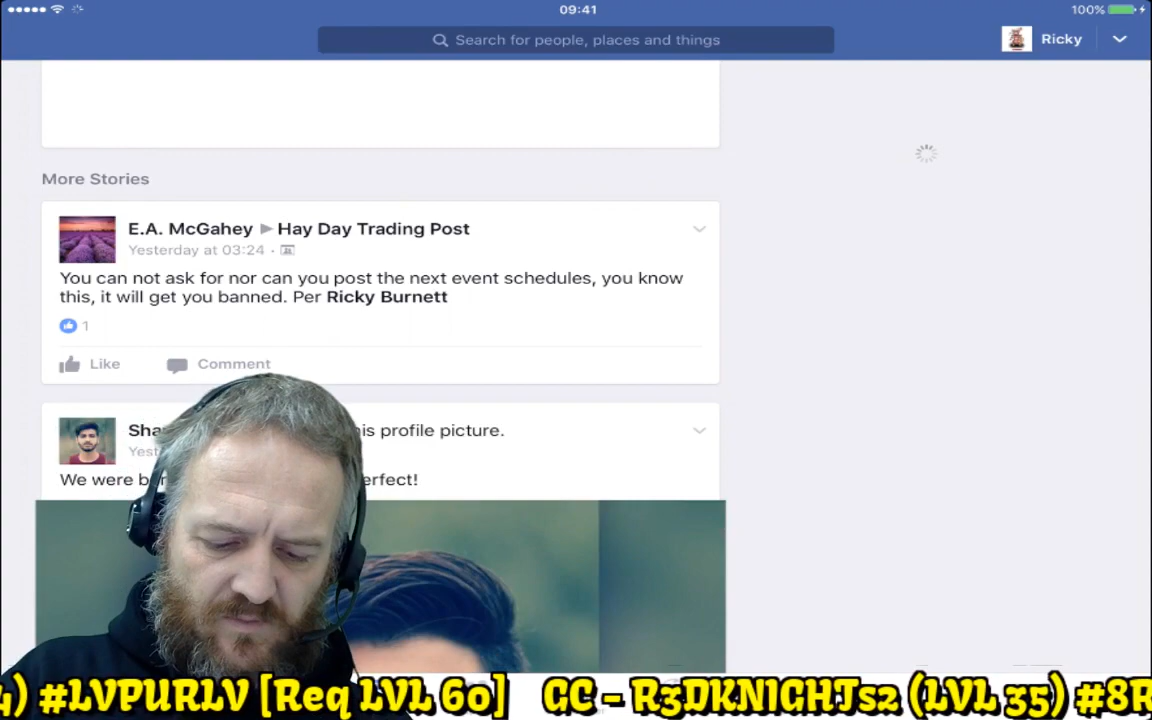 09:41
100%
Search for people, places and things
Ricky
More Stories
E.A. McGahey ▶ Hay Day Trading Post
Yesterday at 03:24 ·
You can not ask for nor can you post the next event schedules, you know
this, it will get you banned. Per Ricky Burnett
1
Like Comment
his profile picture.
We were
#LVPURLV [Req LVL 60] CC - R3DKNIGHTS2 (LVL 35) #8R